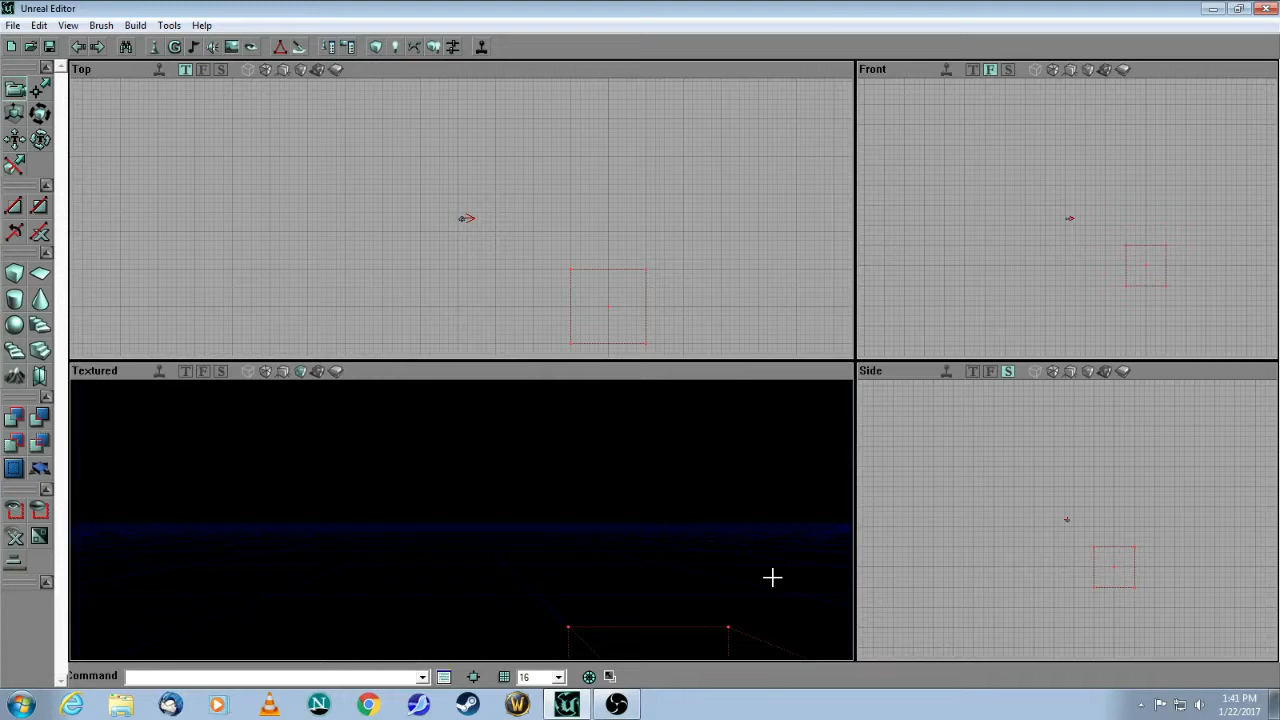 Unreal Editor
File Edit View Brush Build Tools Help
Top T F S
Front T F S
Textured T F S
Side T F S
Command 16
1:41 PM
1/22/2017